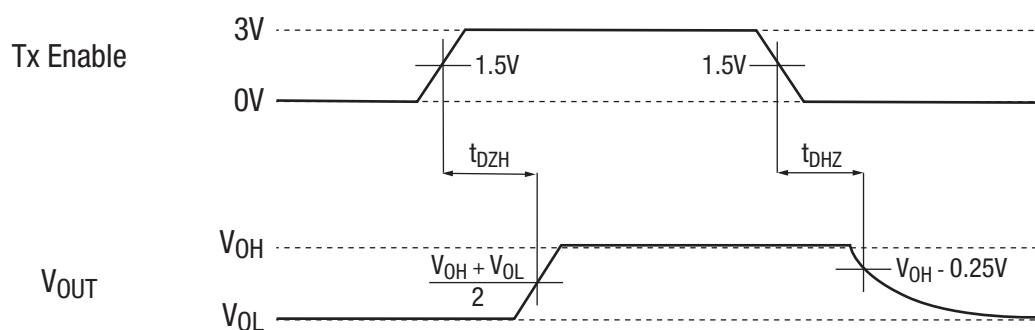 3V
Tx Enable
1.5V
1.5V
0V
tDZH
tDHZ
VOH
VOH + VOL
2
VOH - 0.25V
VOUT
VOL